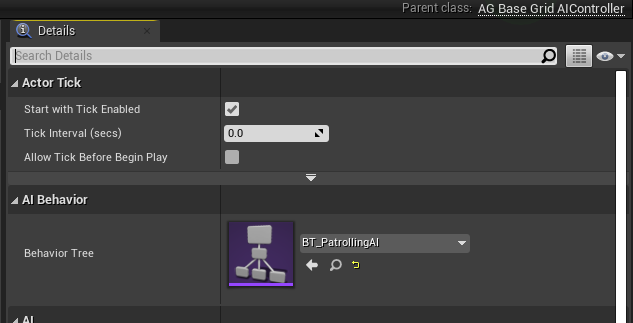 Parent class: AG Base Grid AIController
Details
Search Details
Actor Tick
Start with Tick Enabled
Tick Interval (secs) 0.0
Allow Tick Before Begin Play
AI Behavior
BT_PatrollingAI
Behavior Tree
AI